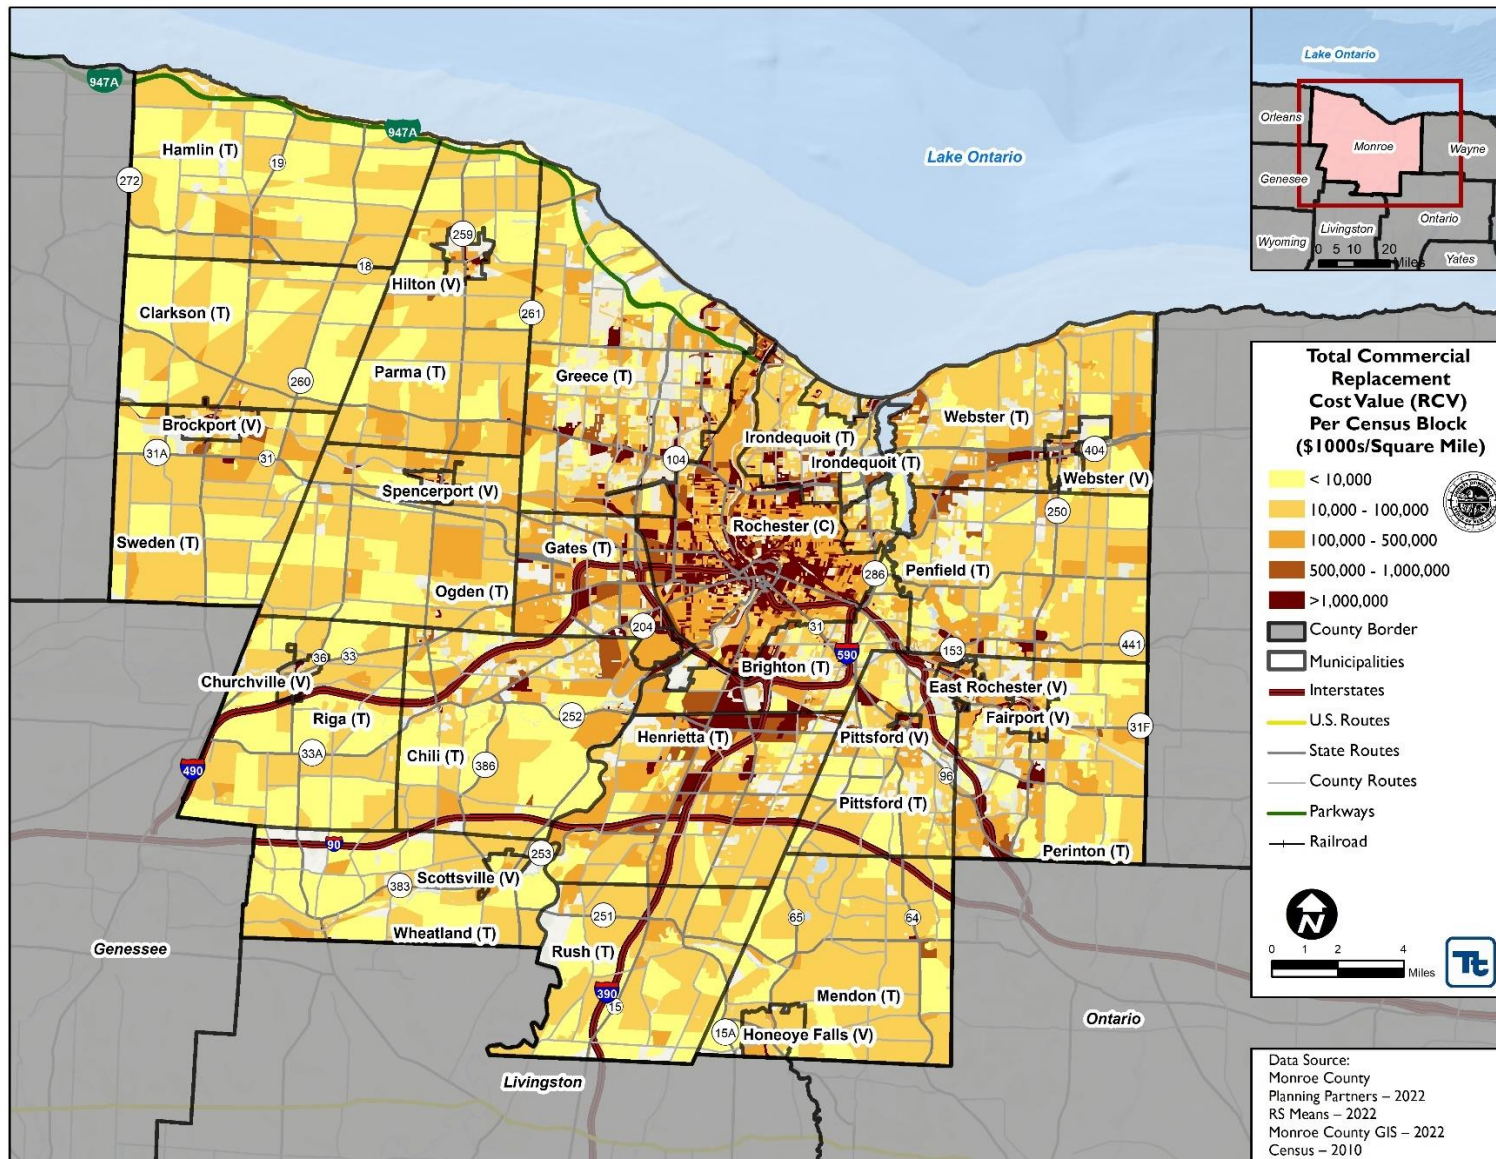 947A
947A
Hamlin (T)
19
272
Lake Ontario
259
Hilton (V)
18
261
Clarkson (T)
260
Parma (T)
Greece (T)
Brockport (V)
31A
31
Webster (T)
Irondequoit (T)
Irondequoit (T)
404
104
Webster (V)
Spencerport (V)
250
Rochester (C)
Sweden (T)
Gates (T)
286
Penfield (T)
Ogden (T)
204
31
590
153
441
36
33
Brighton (T)
Churchville (V)
East Rochester (V)
Riga (T)
252
Fairport (V)
31F
Henrietta (T)
Pittsford (V)
33A
Chili (T)
386
490
96
Pittsford (T)
90
253
Perinton (T)
Scottsville (V)
383
251
65
64
Wheatland (T)
Genessee
Rush (T)
390
15
Mendon (T)
15A
Honeoye Falls (V)
Ontario
Livingston
Lake Ontario
Orleans
Monroe
Wayne
Genesee
Ontario
Livingston
Wyoming
0 5 10 20
Miles
Yates
Total Commercial
Replacement
Cost Value (RCV)
Per Census Block
($1000s/Square Mile)
< 10,000
10,000 - 100,000
100,000 - 500,000
500,000 - 1,000,000
>1,000,000
County Border
Municipalities
Interstates
U.S. Routes
State Routes
County Routes
Parkways
Railroad
N
0 1 2 4
Miles
Tt
Data Source:
Monroe County
Planning Partners – 2022
RS Means – 2022
Monroe County GIS – 2022
Census – 2010